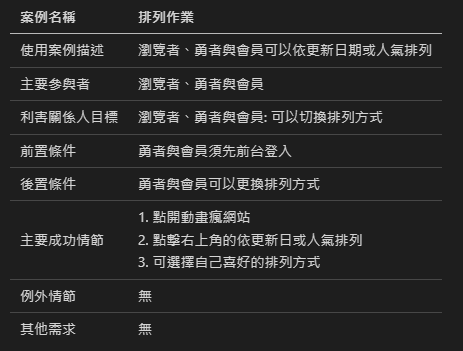 案例名稱 排列作業
使用案例描述 瀏覽者、勇者與會員可以依更新日期或人氣排列
主要參與者 瀏覽者、勇者與會員
利害關係人目標 瀏覽者、勇者與會員: 可以切換排列方式
前置條件 勇者與會員須先前台登入
後置條件 勇者與會員可以更換排列方式
主要成功情節
1. 點開動畫瘋網站
2. 點擊右上角的依更新日或人氣排列
3. 可選擇自己喜好的排列方式
例外情節 無
其他需求 無